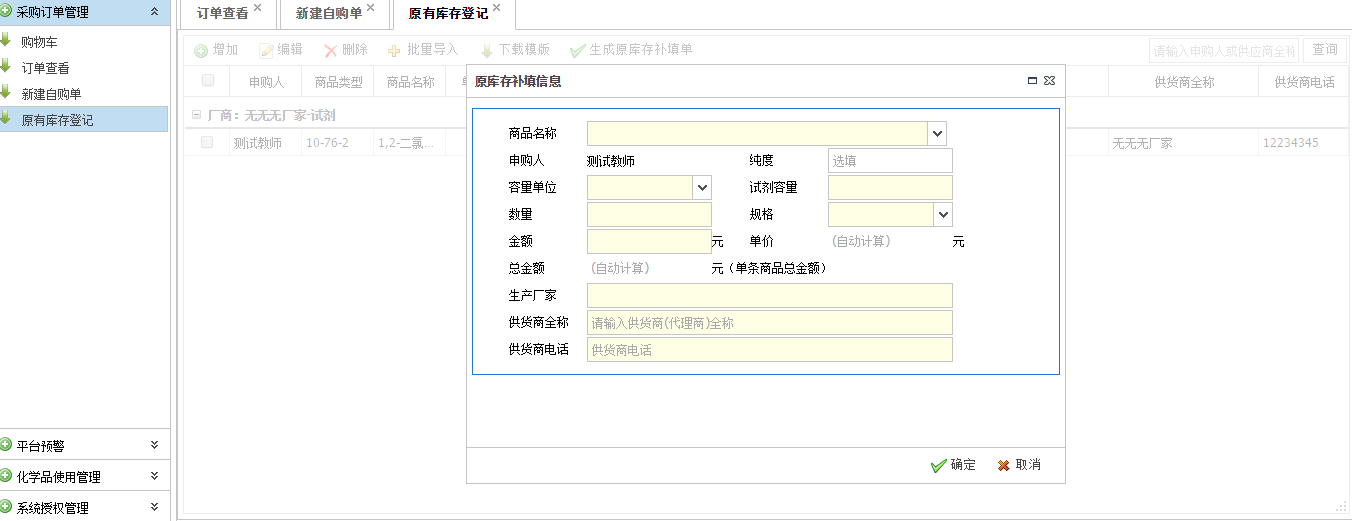 采购订单管理
购物车
订单查看
新建自购单
原有库存登记
平台预警
化学品使用管理
系统授权管理
订单查看 新建自购单 原有库存登记
增加 编辑 删除 批量导入 下载模版 生成原库存补填单 请输入申购人或供应商全称 查询
申购人 商品类型 商品名称 供货商全称 供货商电话
厂商：无无无厂家-试剂
测试教师 10-76-2 1,2-二氯... 无无无厂家 12234345
原库存补填信息
商品名称
申购人 测试教师 纯度 选填
容量单位 试剂容量
数量 规格
金额 元 单价 (自动计算) 元
总金额 (自动计算) 元（单条商品总金额）
生产厂家
供货商全称 请输入供货商(代理商)全称
供货商电话 供货商电话
确定 取消